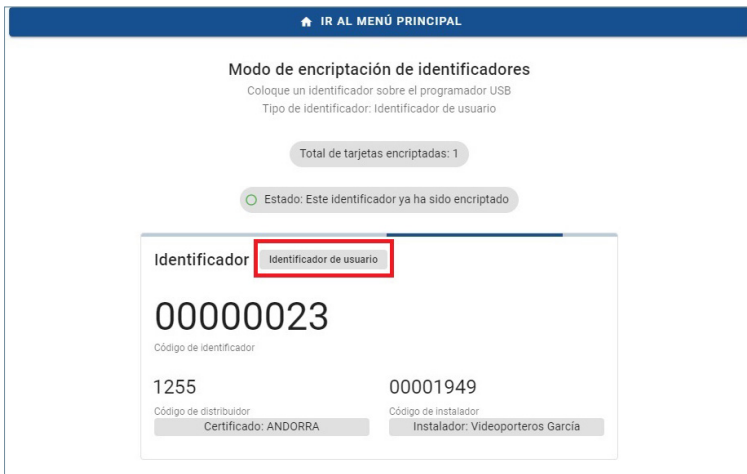 IR AL MENÚ PRINCIPAL
Modo de encriptación de identificadores
Coloque un identificador sobre el programador USB
Tipo de identificador: Identificador de usuario
Total de tarjetas encriptadas: 1
Estado: Este identificador ya ha sido encriptado
Identificador Identificador de usuario
00000023
Código de identificador
1255 00001949
Código de distribuidor Código de instalador
Certificado: ANDORRA Instalador: Videoporteros García